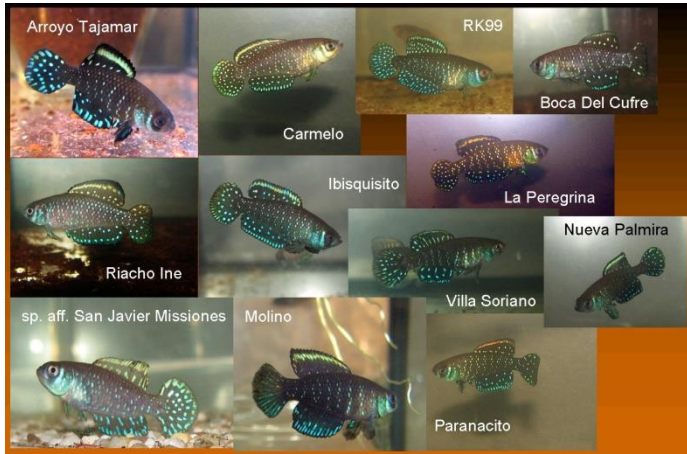 Arroyo Tajamar
Carmelo
RK99
Boca Del Cufre
La Peregrina
Riacho Ine
Ibisquisito
Villa Soriano
Nueva Palmira
sp. aff. San Javier Missiones
Molino
Paranacito